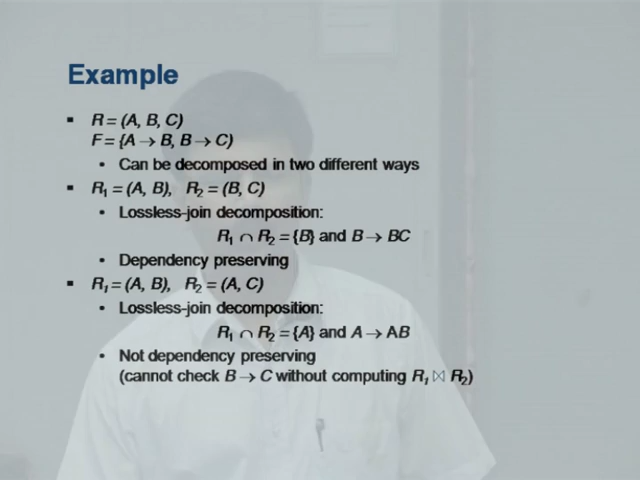 Example
▪ R = (A, B, C)
F = {A → B, B → C)
• Can be decomposed in two different ways
▪ R₁ = (A, B), R₂ = (B, C)
• Lossless-join decomposition:
R₁ ∩ R₂ = {B} and B → BC
• Dependency preserving
▪ R₁ = (A, B), R₂ = (A, C)
• Lossless-join decomposition:
R₁ ∩ R₂ = {A} and A → AB
• Not dependency preserving
(cannot check B → C without computing R₁ ⋈ R₂)